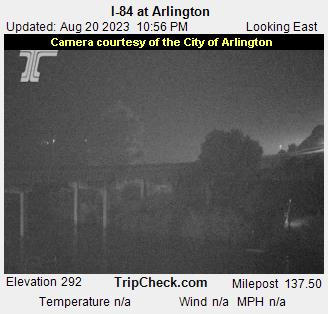 I-84 at Arlington
Updated: Aug 20 2023 10:56 PM Looking East
Camera courtesy of the City of Arlington
Elevation 292 TripCheck.com Milepost 137.50
Temperature n/a Wind n/a MPH n/a